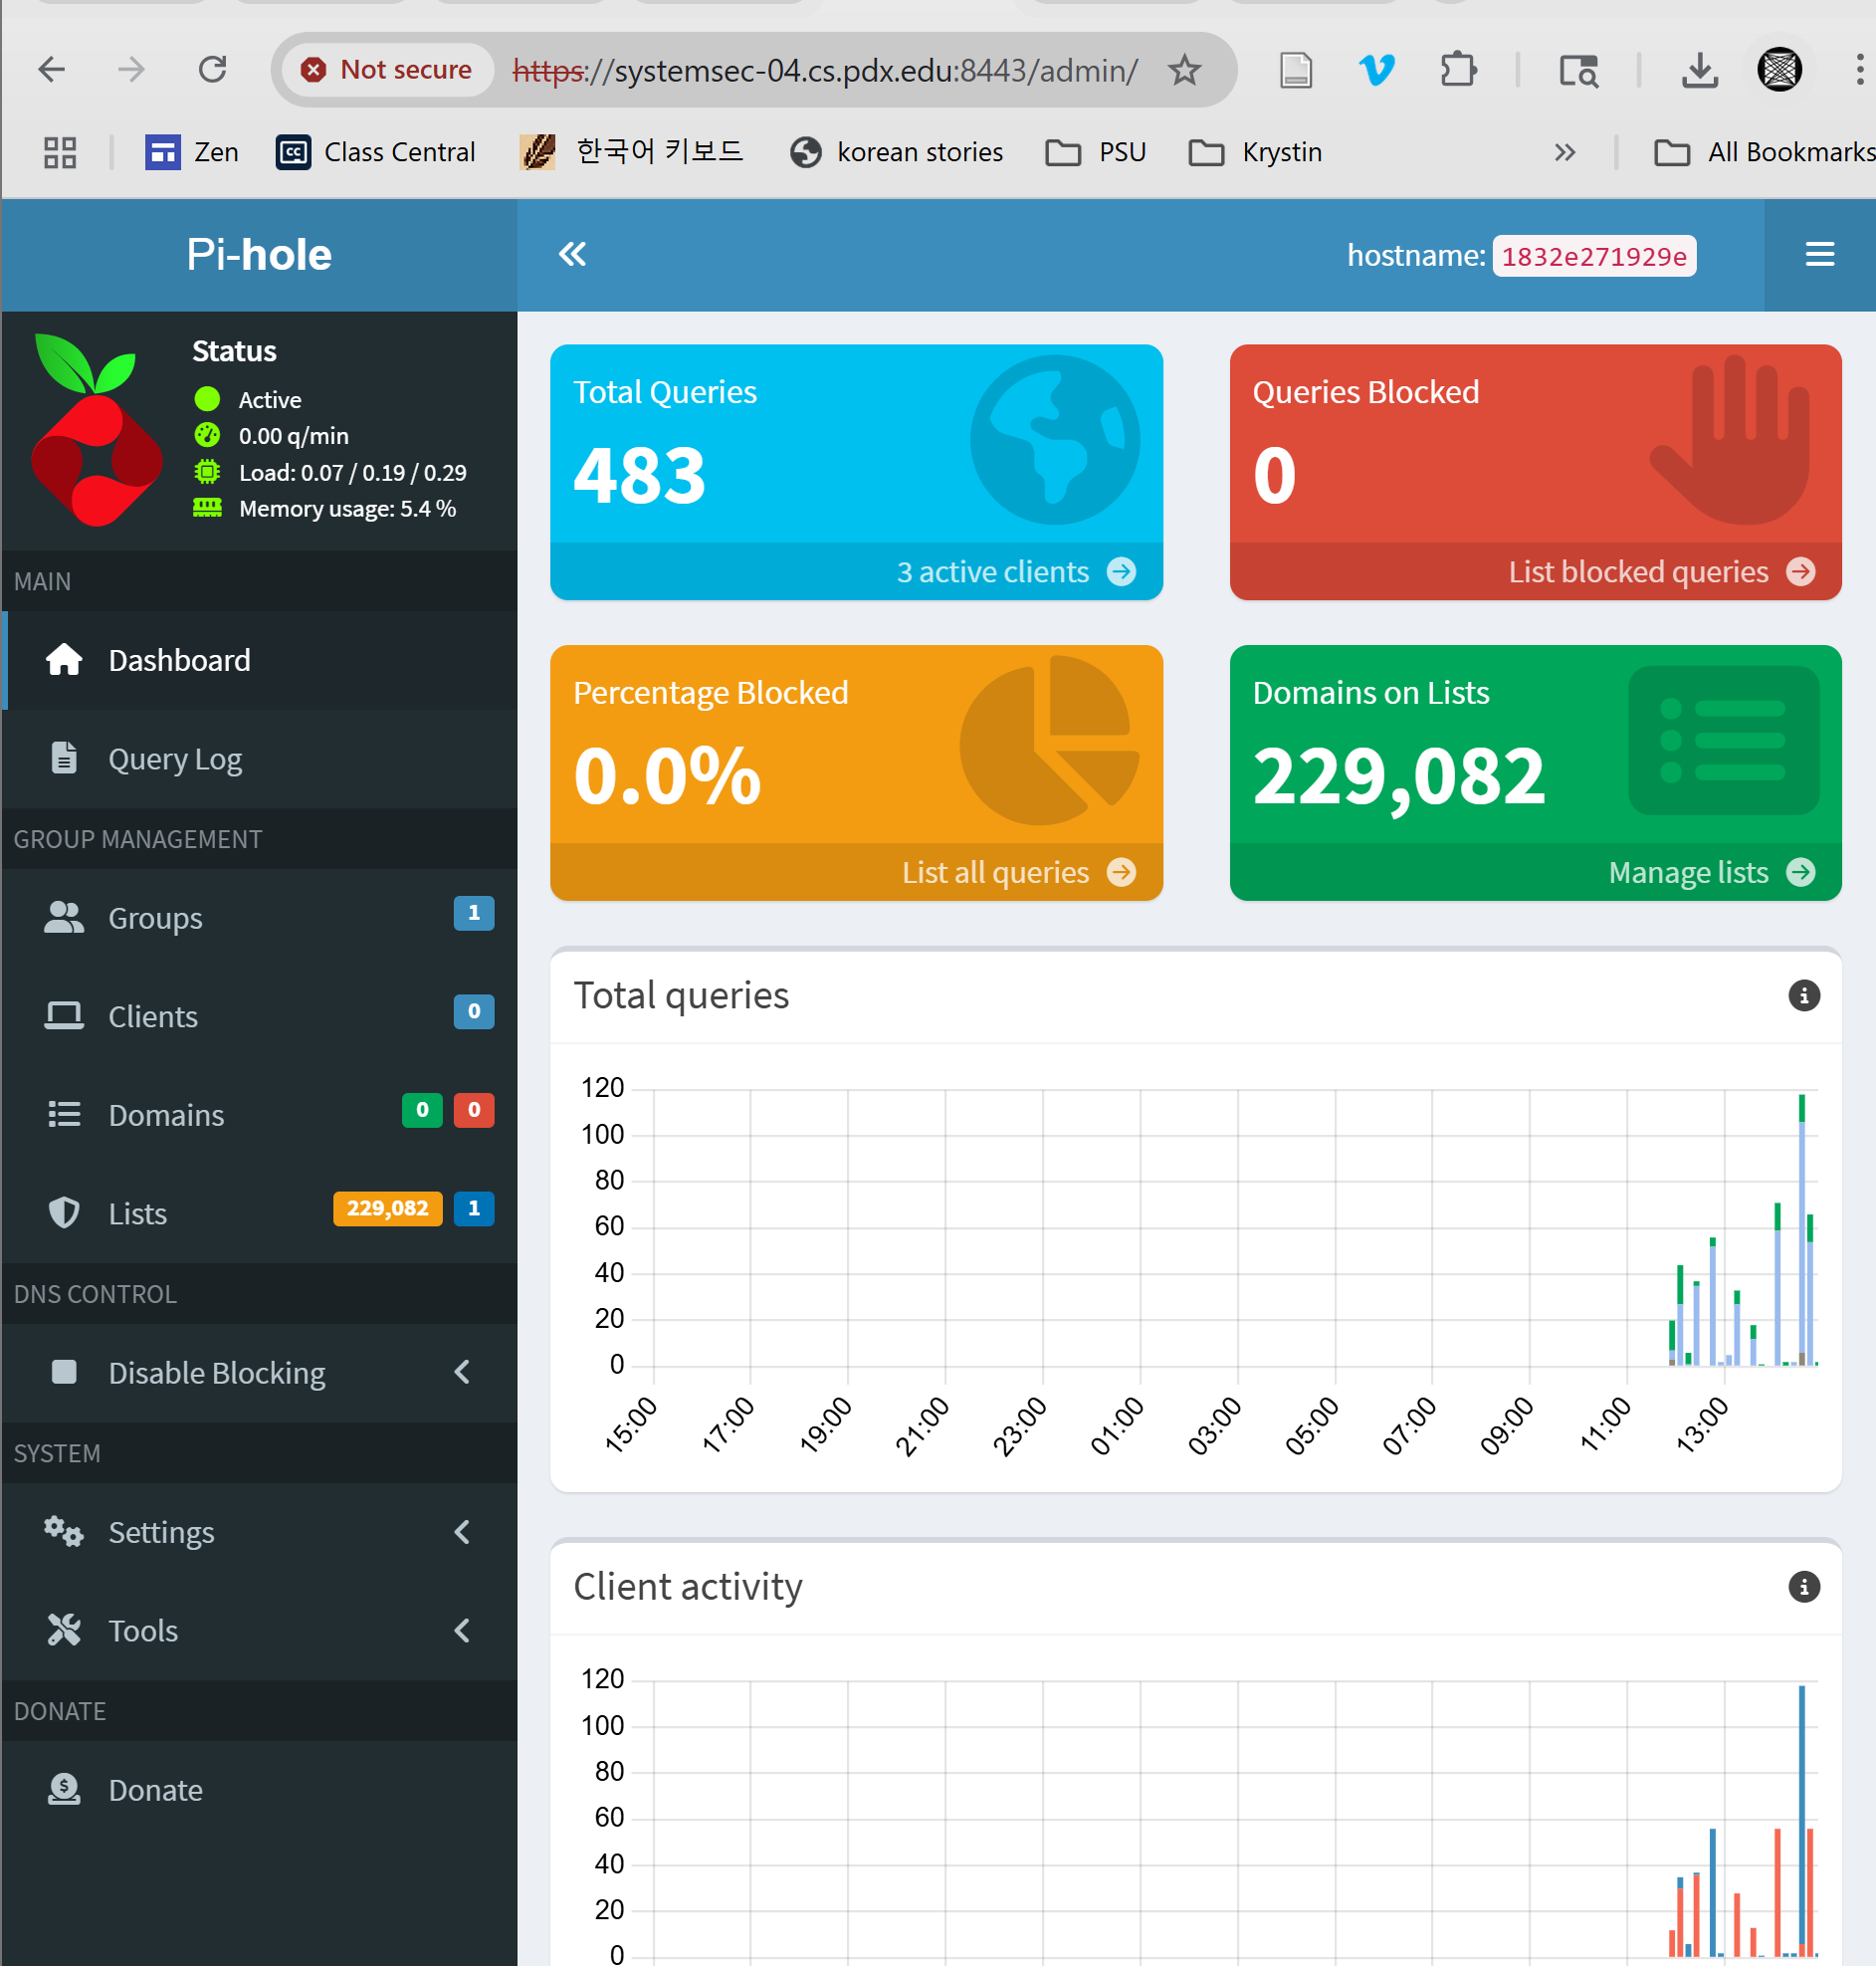 Not secure https://systemsec-04.cs.pdx.edu:8443/admin/
Zen Class Central 한국어 키보드 korean stories PSU Krystin All Bookmarks
Pi-hole
hostname: 1832e271929e
Status
Active
0.00 q/min
Load: 0.07 / 0.19 / 0.29
Memory usage: 5.4 %
MAIN
Dashboard
Query Log
GROUP MANAGEMENT
Groups 1
Clients 0
Domains 0 0
Lists 229,082 1
DNS CONTROL
Disable Blocking
SYSTEM
Settings
Tools
DONATE
Donate
Total Queries
483
3 active clients
Queries Blocked
0
List blocked queries
Percentage Blocked
0.0%
List all queries
Domains on Lists
229,082
Manage lists
Total queries
120
100
80
60
40
20
0
15:00 17:00 19:00 21:00 23:00 01:00 03:00 05:00 07:00 09:00 11:00 13:00
Client activity
120
100
80
60
40
20
0